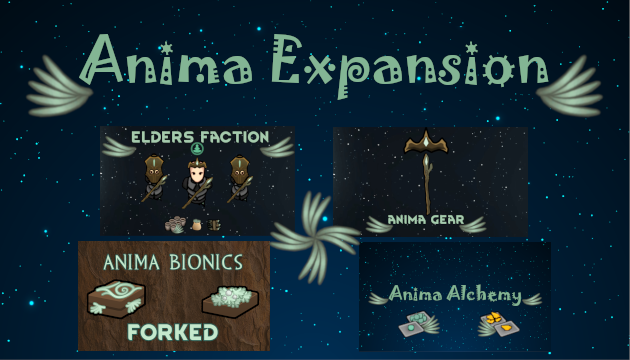 Anima Expansion
ELDERS FACTION
ANIMA GEAR
ANIMA BIONICS
FORKED
Anima Alchemy